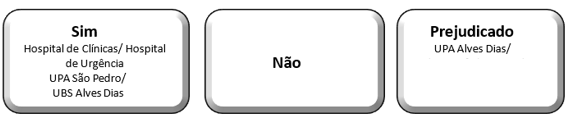 Sim
Hospital de Clínicas/ Hospital
de Urgência
UPA São Pedro/
UBS Alves Dias
Não
Prejudicado
UPA Alves Dias/